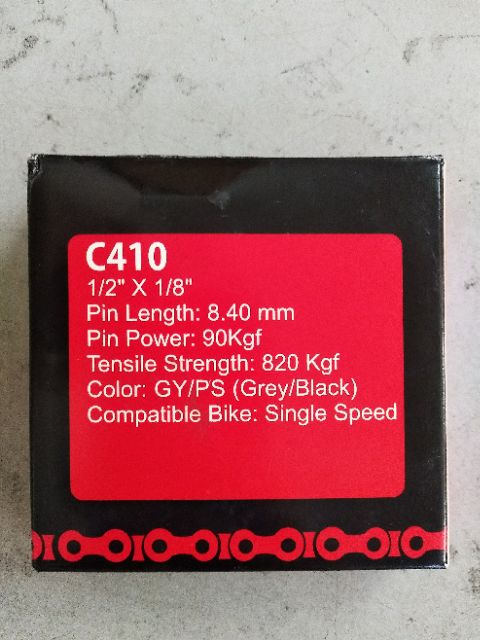 C410
1/2" X 1/8"
Pin Length: 8.40 mm
Pin Power: 90Kgf
Tensile Strength: 820 Kgf
Color: GY/PS (Grey/Black)
Compatible Bike: Single Speed